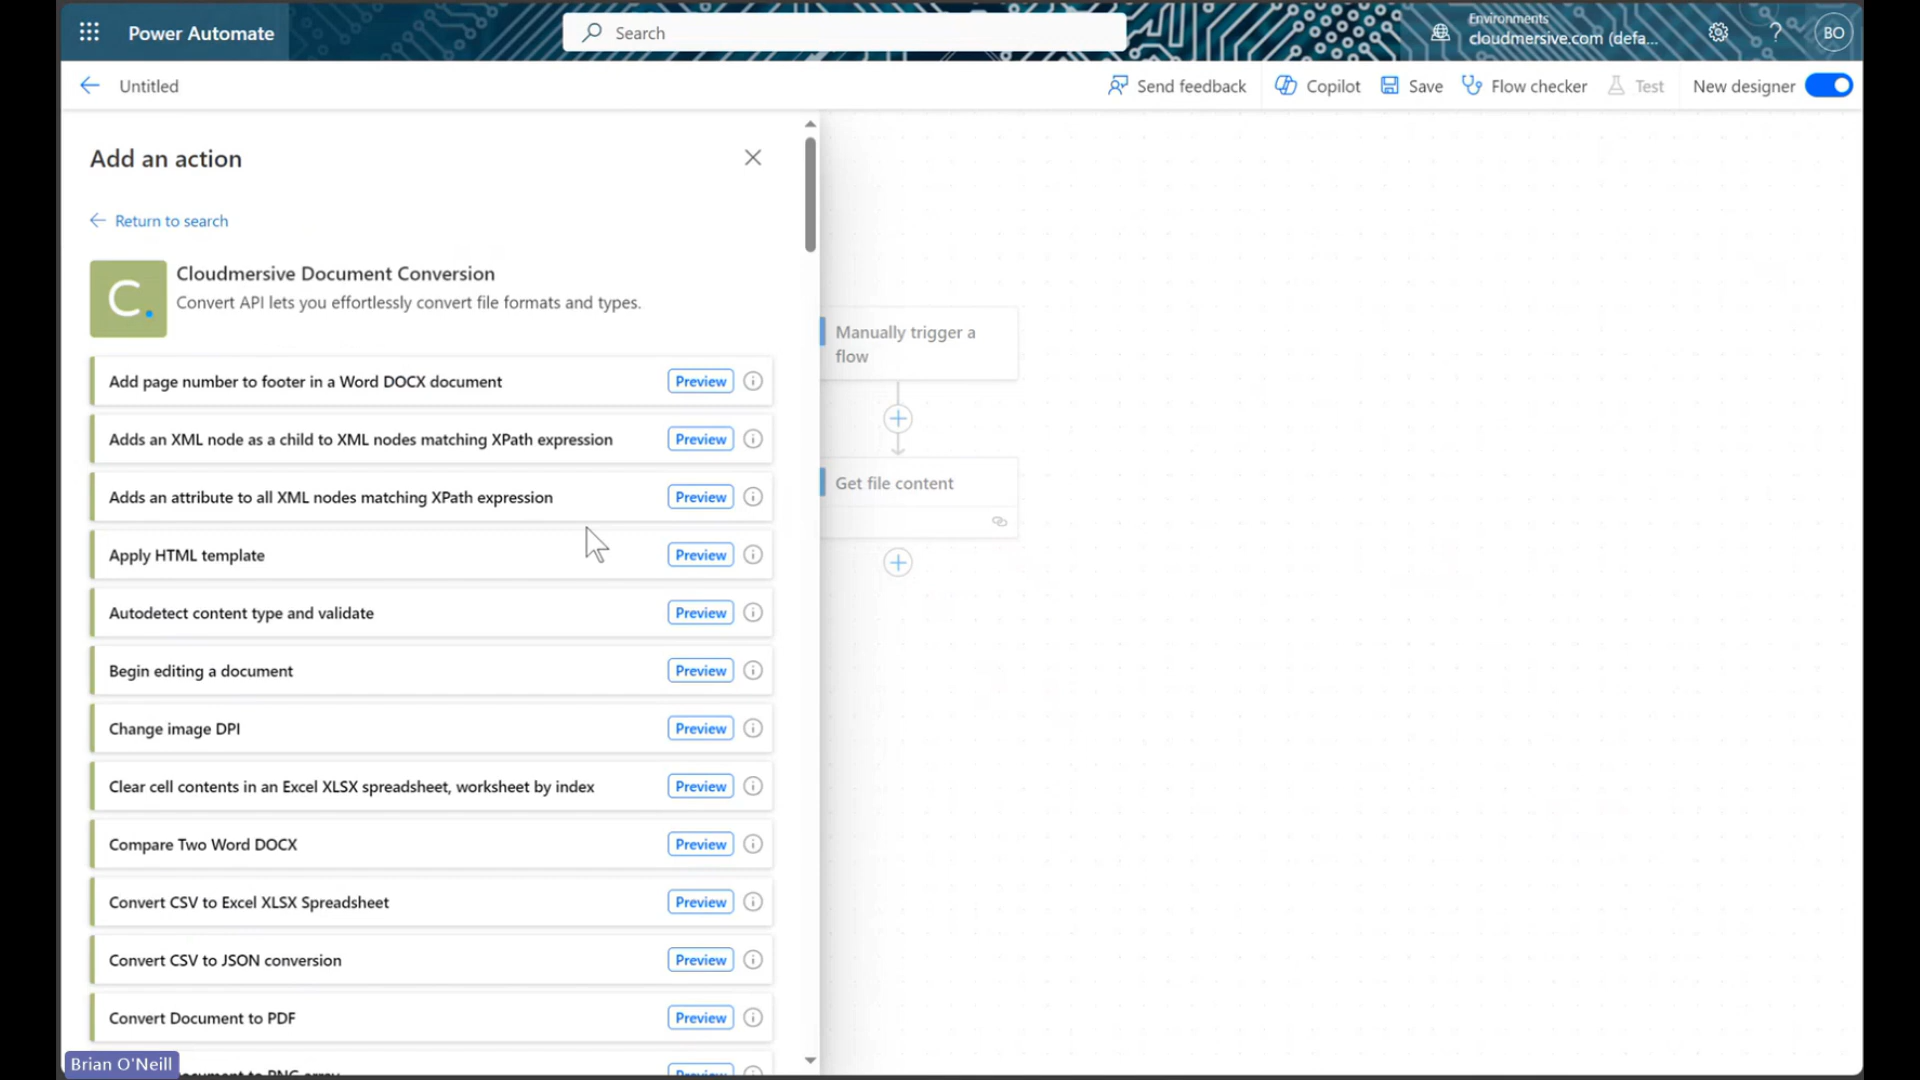 Power Automate
Search
Environments
cloudmersive.com (defa...
?
BO
Untitled
Send feedback
Copilot
Save
Flow checker
Test
New designer
Add an action
Return to search
C.
Cloudmersive Document Conversion
Convert API lets you effortlessly convert file formats and types.
Add page number to footer in a Word DOCX document
Preview
Adds an XML node as a child to XML nodes matching XPath expression
Preview
Adds an attribute to all XML nodes matching XPath expression
Preview
Apply HTML template
Preview
Autodetect content type and validate
Preview
Begin editing a document
Preview
Change image DPI
Preview
Clear cell contents in an Excel XLSX spreadsheet, worksheet by index
Preview
Compare Two Word DOCX
Preview
Convert CSV to Excel XLSX Spreadsheet
Preview
Convert CSV to JSON conversion
Preview
Convert Document to PDF
Preview
Manually trigger a
flow
Get file content
Brian O'Neill
to PNG array
Preview